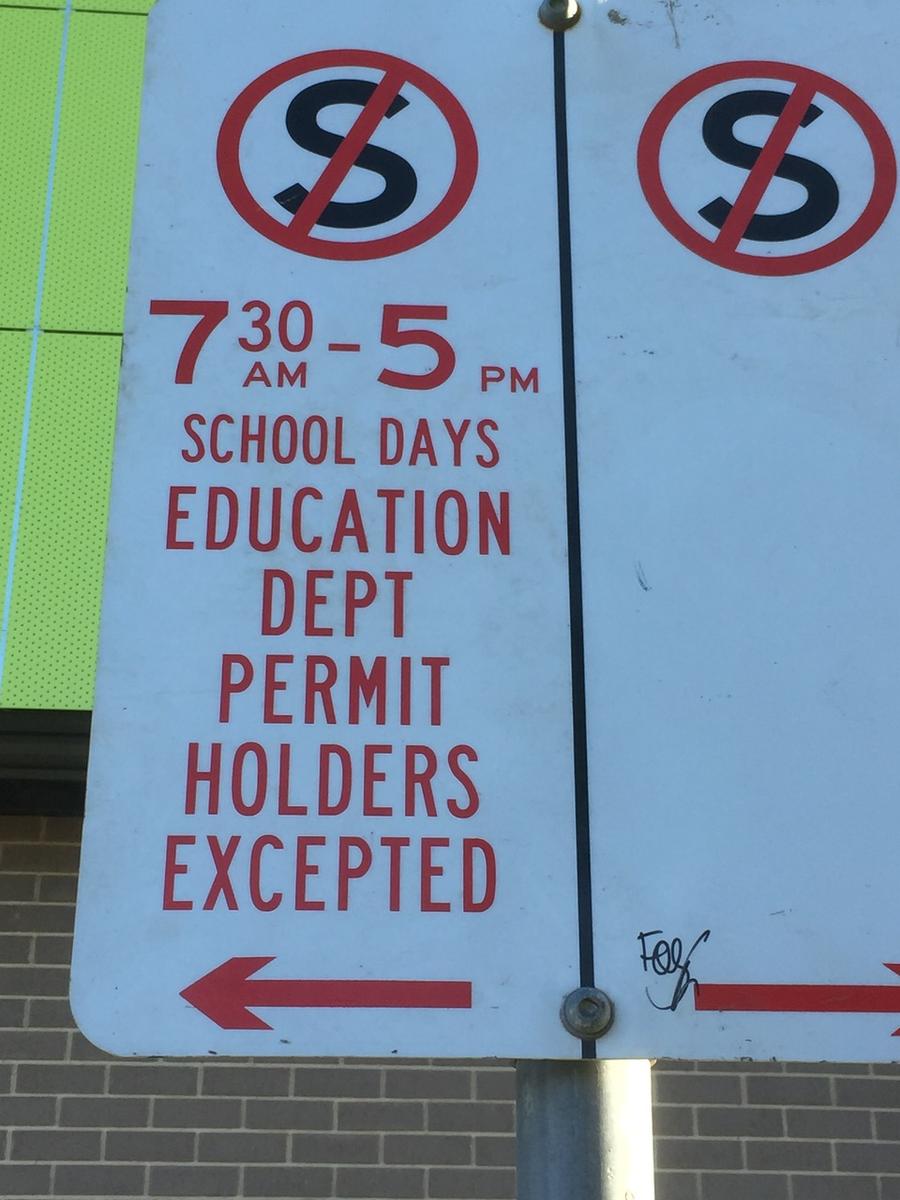 S
S
7 30 AM - 5 PM
SCHOOL DAYS
EDUCATION
DEPT
PERMIT
HOLDERS
EXCEPTED